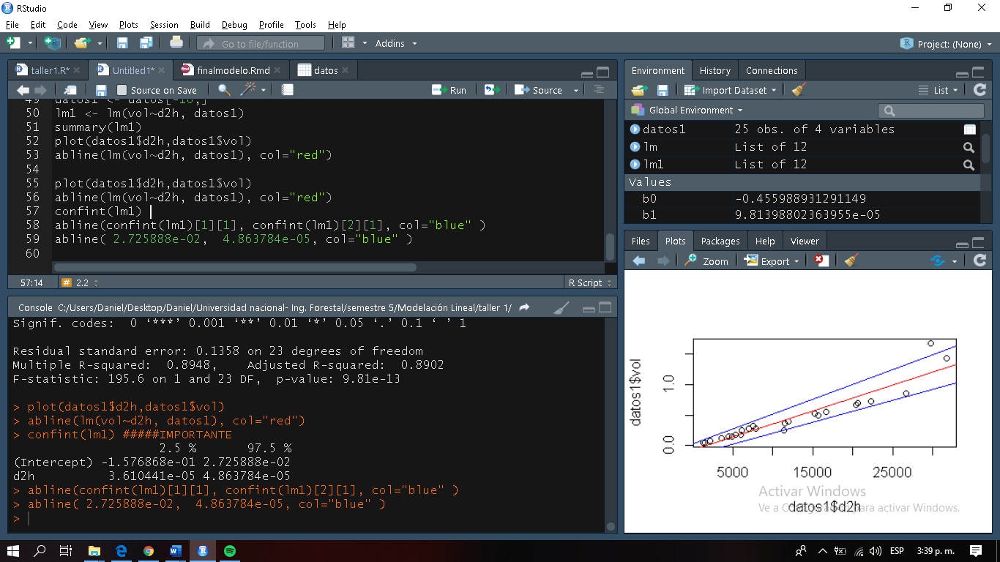 RStudio
File Edit Code View Plots Session Build Debug Profile Tools Help
Go to file/function Addins Project: (None)
taller1.R* Untitled1* finalmodelo.Rmd datos
Source on Save Run Source
49 datos1 <- datos[-18,]
50 lm1 <- lm(vol~d2h, datos1)
51 summary(lm1)
52 plot(datos1$d2h,datos1$vol)
53 abline(lm(vol~d2h, datos1), col="red")
54
55 plot(datos1$d2h,datos1$vol)
56 abline(lm(vol~d2h, datos1), col="red")
57 confint(lm1)
58 abline(confint(lm1)[1][1], confint(lm1)[2][1], col="blue" )
59 abline( 2.725888e-02,  4.863784e-05, col="blue" )
60
57:14 # 2.2 R Script
Console C:/Users/Daniel/Desktop/Daniel/Universidad nacional- Ing. Forestal/semestre 5/Modelación Lineal/taller 1/
Signif. codes:  0 ‘***’ 0.001 ‘**’ 0.01 ‘*’ 0.05 ‘.’ 0.1 ‘ ’ 1
Residual standard error: 0.1358 on 23 degrees of freedom
Multiple R-squared:  0.8948,    Adjusted R-squared:  0.8902
F-statistic: 195.6 on 1 and 23 DF,  p-value: 9.81e-13
> plot(datos1$d2h,datos1$vol)
> abline(lm(vol~d2h, datos1), col="red")
> confint(lm1) #####IMPORTANTE
2.5 % 97.5 %
(Intercept) -1.576868e-01 2.725888e-02
d2h 3.610441e-05 4.863784e-05
> abline(confint(lm1)[1][1], confint(lm1)[2][1], col="blue" )
> abline( 2.725888e-02,  4.863784e-05, col="blue" )
>
Environment History Connections
Import Dataset List
Global Environment
datos1 25 obs. of 4 variables
lm List of 12
lm1 List of 12
Values
b0 -0.455988931291149
b1 9.81398802363955e-05
Files Plots Packages Help Viewer
Zoom Export
datos1$vol
1.0
0.0
5000 15000 25000
datos1$d2h
Activar Windows
Ve a Configuración para activar Windows.
ESP 3:39 p. m.